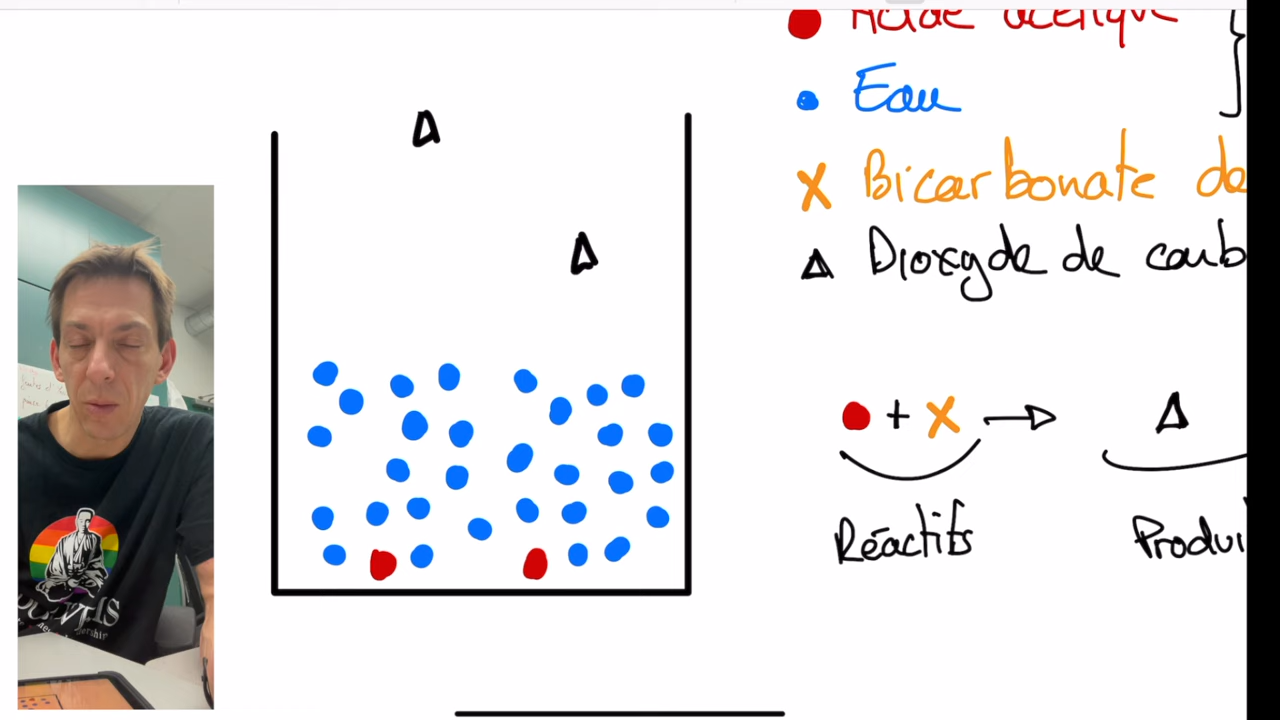 Acide acétique
Eau
Bicarbonate de
Dioxyde de carb
Réactifs
Produi